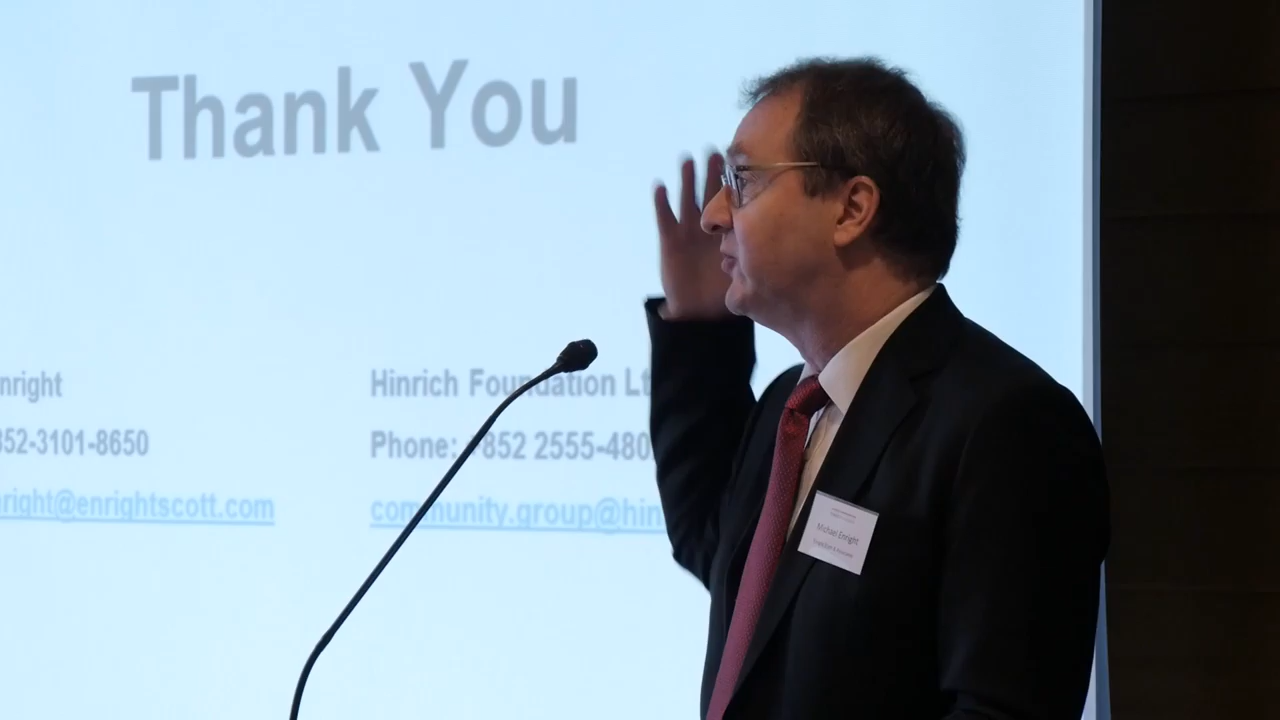 Thank You
nright
Hinrich Foundation Lt
852-3101-8650
Phone: +852 2555-480
right@enrightscott.com
community.group@hin
Michael Enright